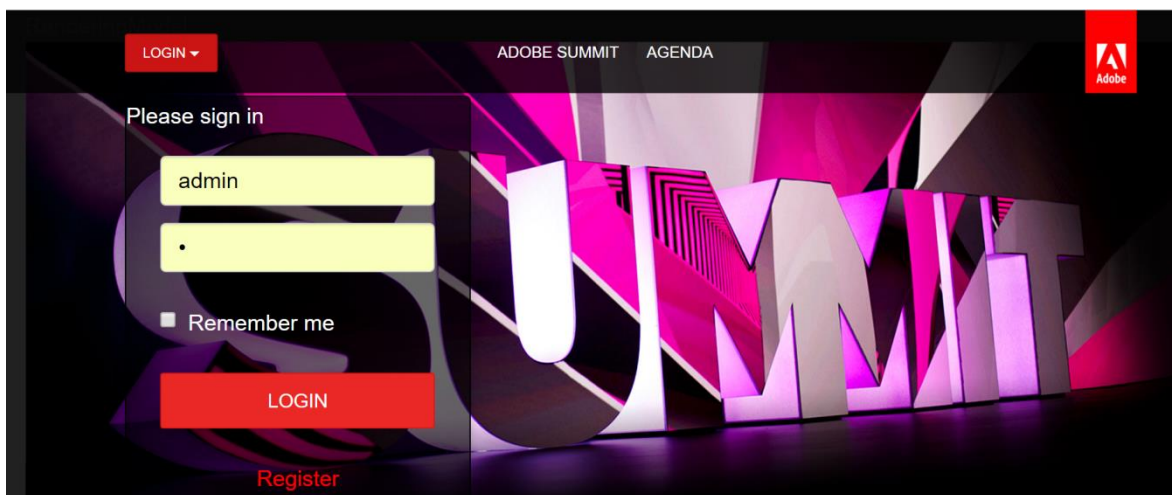 LOGIN
ADOBE SUMMIT AGENDA
Adobe
Please sign in
admin
•
Remember me
LOGIN
Register
SUMMIT